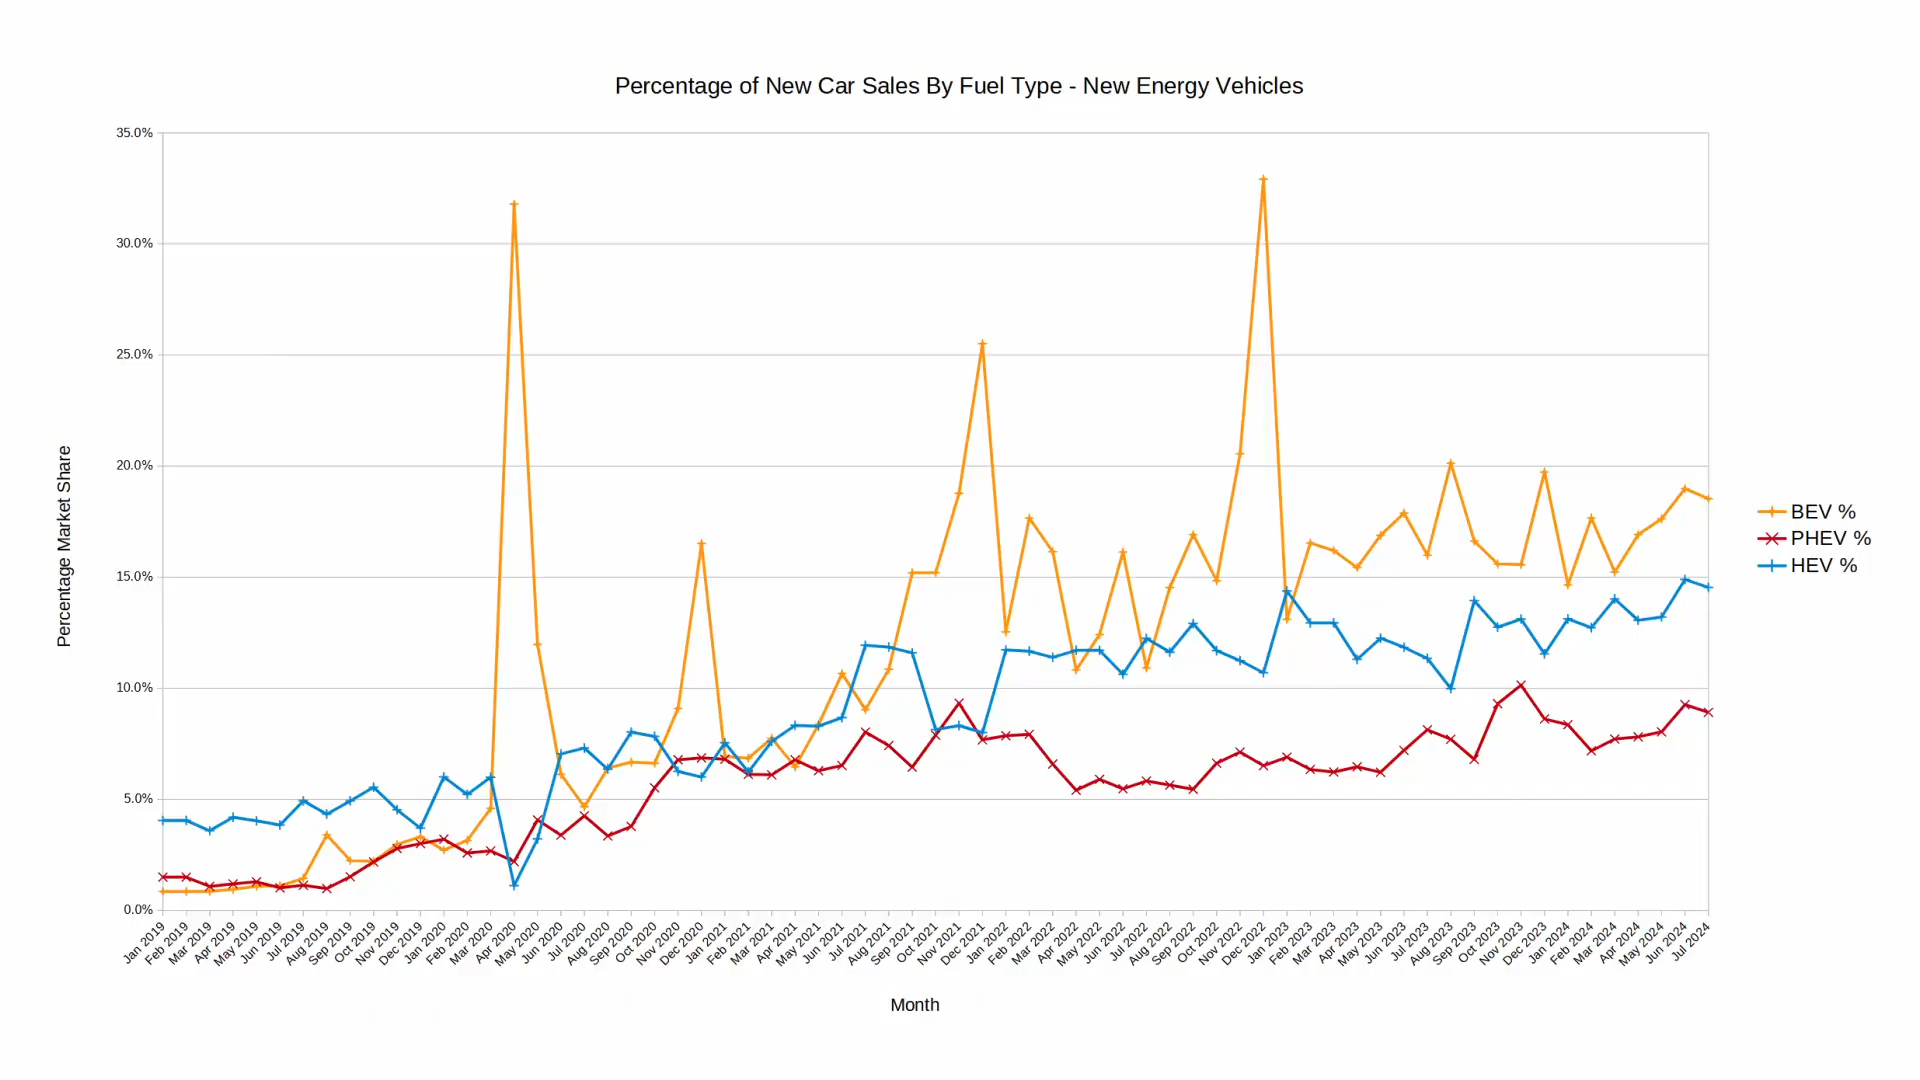 Percentage of New Car Sales By Fuel Type - New Energy Vehicles
35.0%
30.0%
25.0%
20.0%
15.0%
10.0%
5.0%
0.0%
Percentage Market Share
BEV %
PHEV %
HEV %
Jan 2019
Feb 2019
Mar 2019
Apr 2019
May 2019
Jun 2019
Jul 2019
Aug 2019
Sep 2019
Oct 2019
Nov 2019
Dec 2019
Jan 2020
Feb 2020
Mar 2020
Apr 2020
May 2020
Jun 2020
Jul 2020
Aug 2020
Sep 2020
Oct 2020
Nov 2020
Dec 2020
Jan 2021
Feb 2021
Mar 2021
Apr 2021
May 2021
Jun 2021
Jul 2021
Aug 2021
Sep 2021
Oct 2021
Nov 2021
Dec 2021
Jan 2022
Feb 2022
Mar 2022
Apr 2022
May 2022
Jun 2022
Jul 2022
Aug 2022
Sep 2022
Oct 2022
Nov 2022
Dec 2022
Jan 2023
Feb 2023
Mar 2023
Apr 2023
May 2023
Jun 2023
Jul 2023
Aug 2023
Sep 2023
Oct 2023
Nov 2023
Dec 2023
Jan 2024
Feb 2024
Mar 2024
Apr 2024
May 2024
Jun 2024
Jul 2024
Month